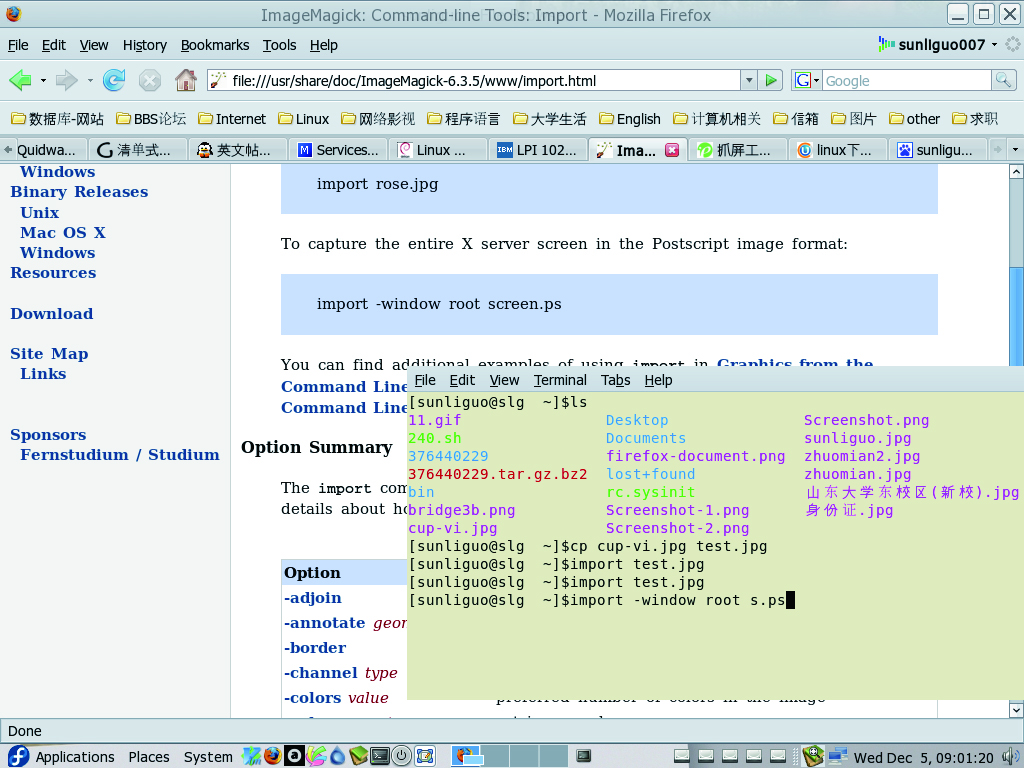 ImageMagick: Command-line Tools: Import - Mozilla Firefox
File Edit View History Bookmarks Tools Help
sunliguo007
file:///usr/share/doc/ImageMagick-6.3.5/www/import.html
G Google
数据库-网站 BBS论坛 Internet Linux 网络影视 程序语言 大学生活 English 计算机相关 信箱 图片 other 求职
Quidwa... 清单式... 英文帖... Services... Linux ... LPI 102... Ima... 抓屏工... linux下... sunligu...
Windows
Binary Releases
Unix
Mac OS X
Windows
Resources
Download
Site Map
Links
Sponsors
Fernstudium / Studium
import rose.jpg
To capture the entire X server screen in the Postscript image format:
import -window root screen.ps
You can find additional examples of using import in Graphics from the
Command Line
Command Line
Option Summary
The import com
details about ho
Option
-adjoin
-annotate geor
-border
-channel type
-colors value
preferred number of colors in the image
File Edit View Terminal Tabs Help
[sunliguo@slg ~]$ls
11.gif Desktop Screenshot.png
240.sh Documents sunliguo.jpg
376440229 firefox-document.png zhuomian2.jpg
376440229.tar.gz.bz2 lost+found zhuomian.jpg
bin rc.sysinit 山东大学东校区(新校).jpg
bridge3b.png Screenshot-1.png 身份证.jpg
cup-vi.jpg Screenshot-2.png
[sunliguo@slg ~]$cp cup-vi.jpg test.jpg
[sunliguo@slg ~]$import test.jpg
[sunliguo@slg ~]$import test.jpg
[sunliguo@slg ~]$import -window root s.ps
Done
Applications Places System
Wed Dec 5, 09:01:20